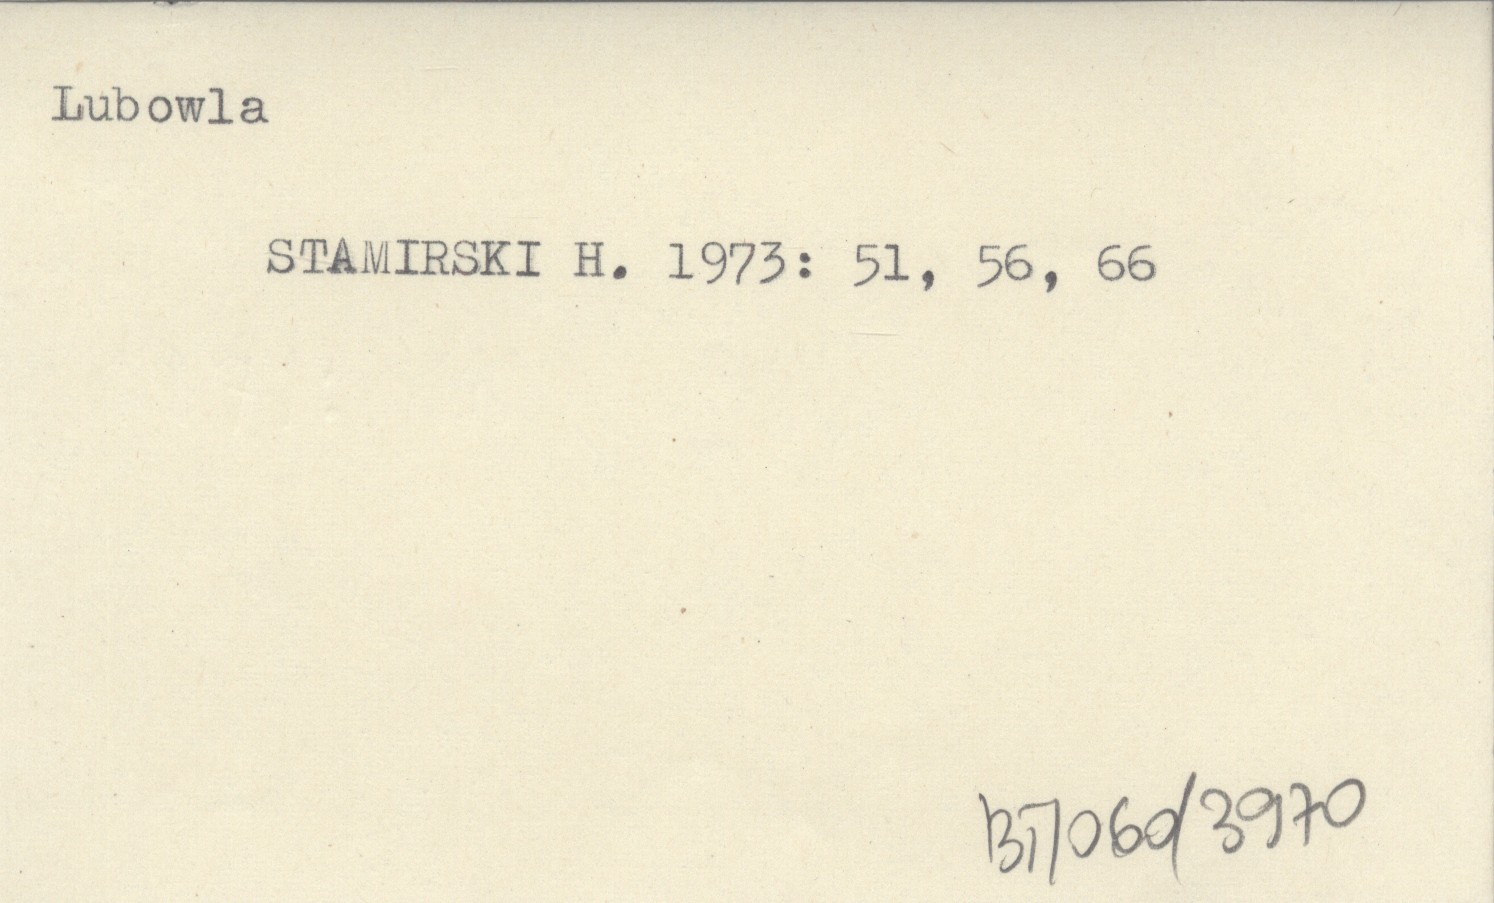 Lubowla
STAMIRSKI H. 1973: 51, 56, 66
BT/060/3970